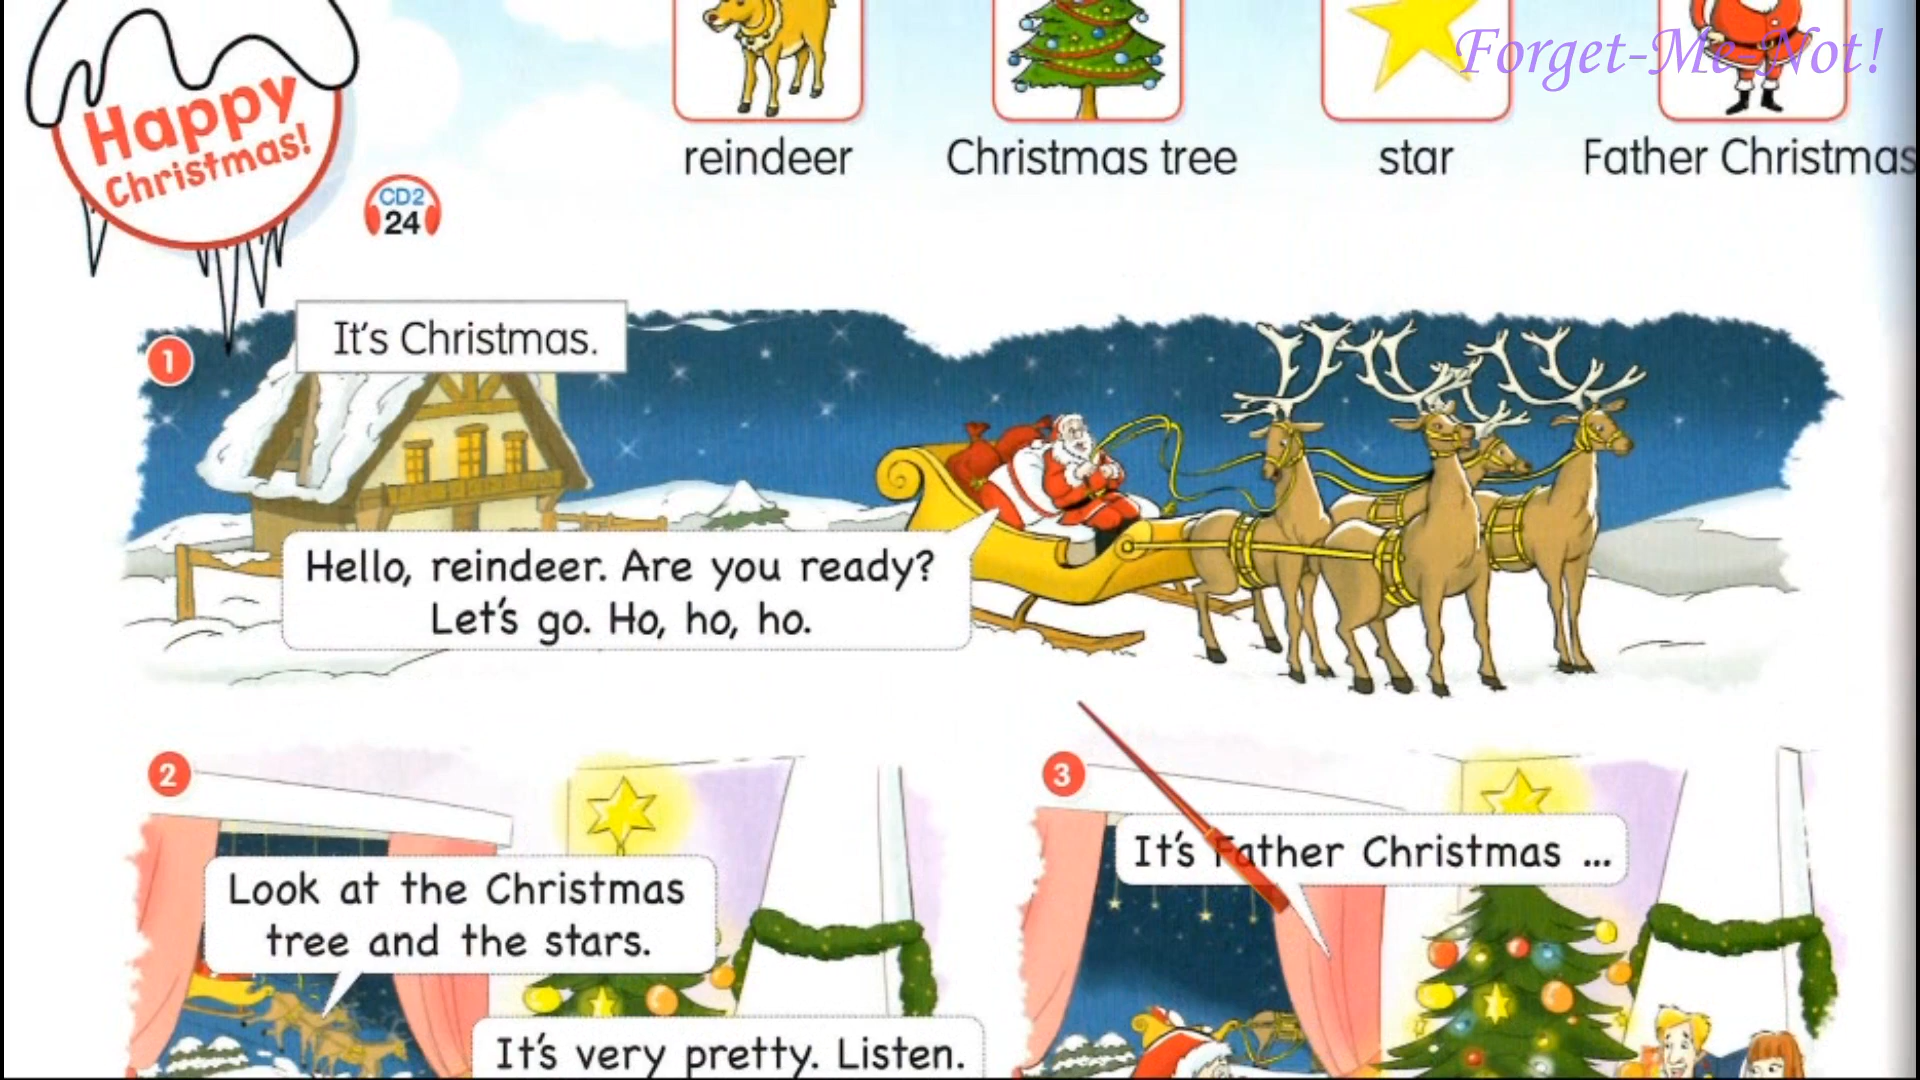 Happy
Christmas!
Forget-Me-Not!
reindeer
Christmas tree
star
Father Christmas
CD2
24
1
It's Christmas.
Hello, reindeer. Are you ready?
Let's go. Ho, ho, ho.
2
Look at the Christmas
tree and the stars.
It's very pretty. Listen.
3
It's Father Christmas ...